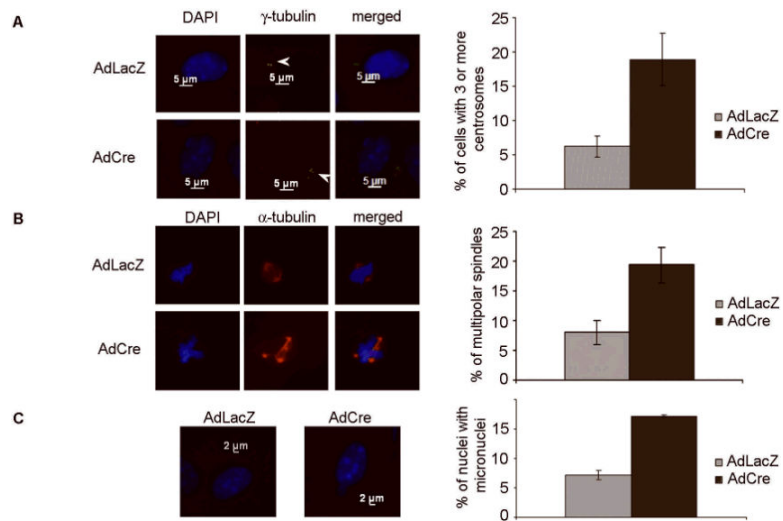 A
DAPI γ-tubulin merged
AdLacZ
5 µm 5 µm 5 µm
AdCre
5 µm 5 µm 5 µm
% of cells with 3 or more
centrosomes
25
20
15
10
5
0
AdLacZ
AdCre
B
DAPI α-tubulin merged
AdLacZ
AdCre
% of multipolar spindles
25
20
15
10
5
0
AdLacZ
AdCre
C
AdLacZ AdCre
2 µm
2 µm
% of nuclei with
micronuclei
15
10
5
0
AdLacZ
AdCre